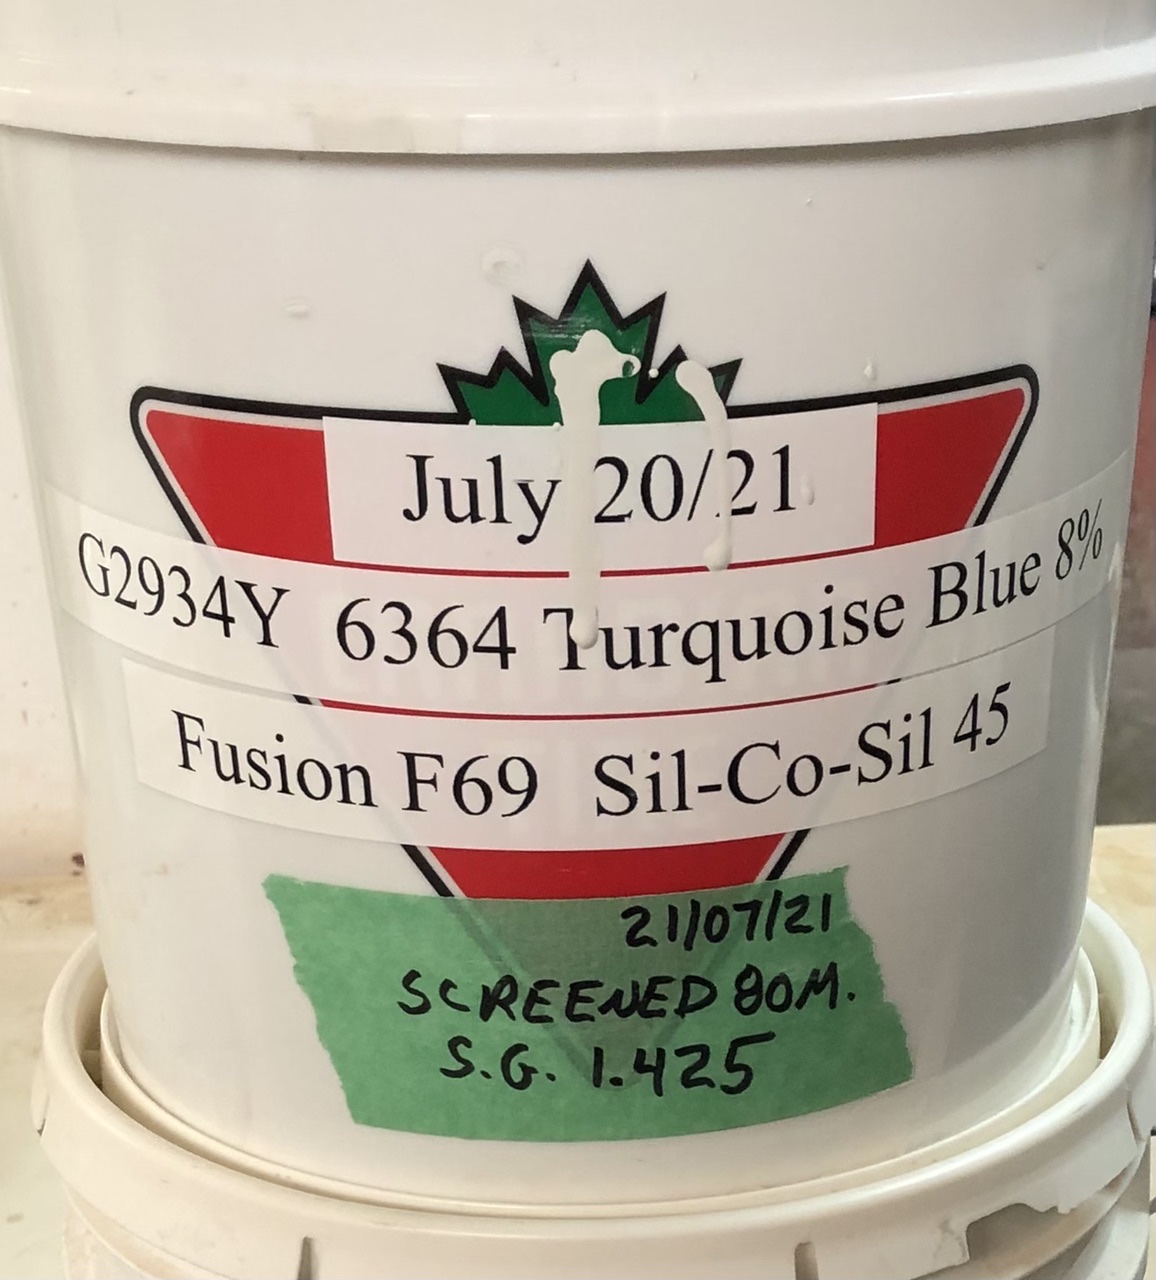 July 20/21
G2934Y 6364 Turquoise Blue 8%
Fusion F69 Sil-Co-Sil 45
21/07/21
SCREENED 80M.
S.G. 1.425